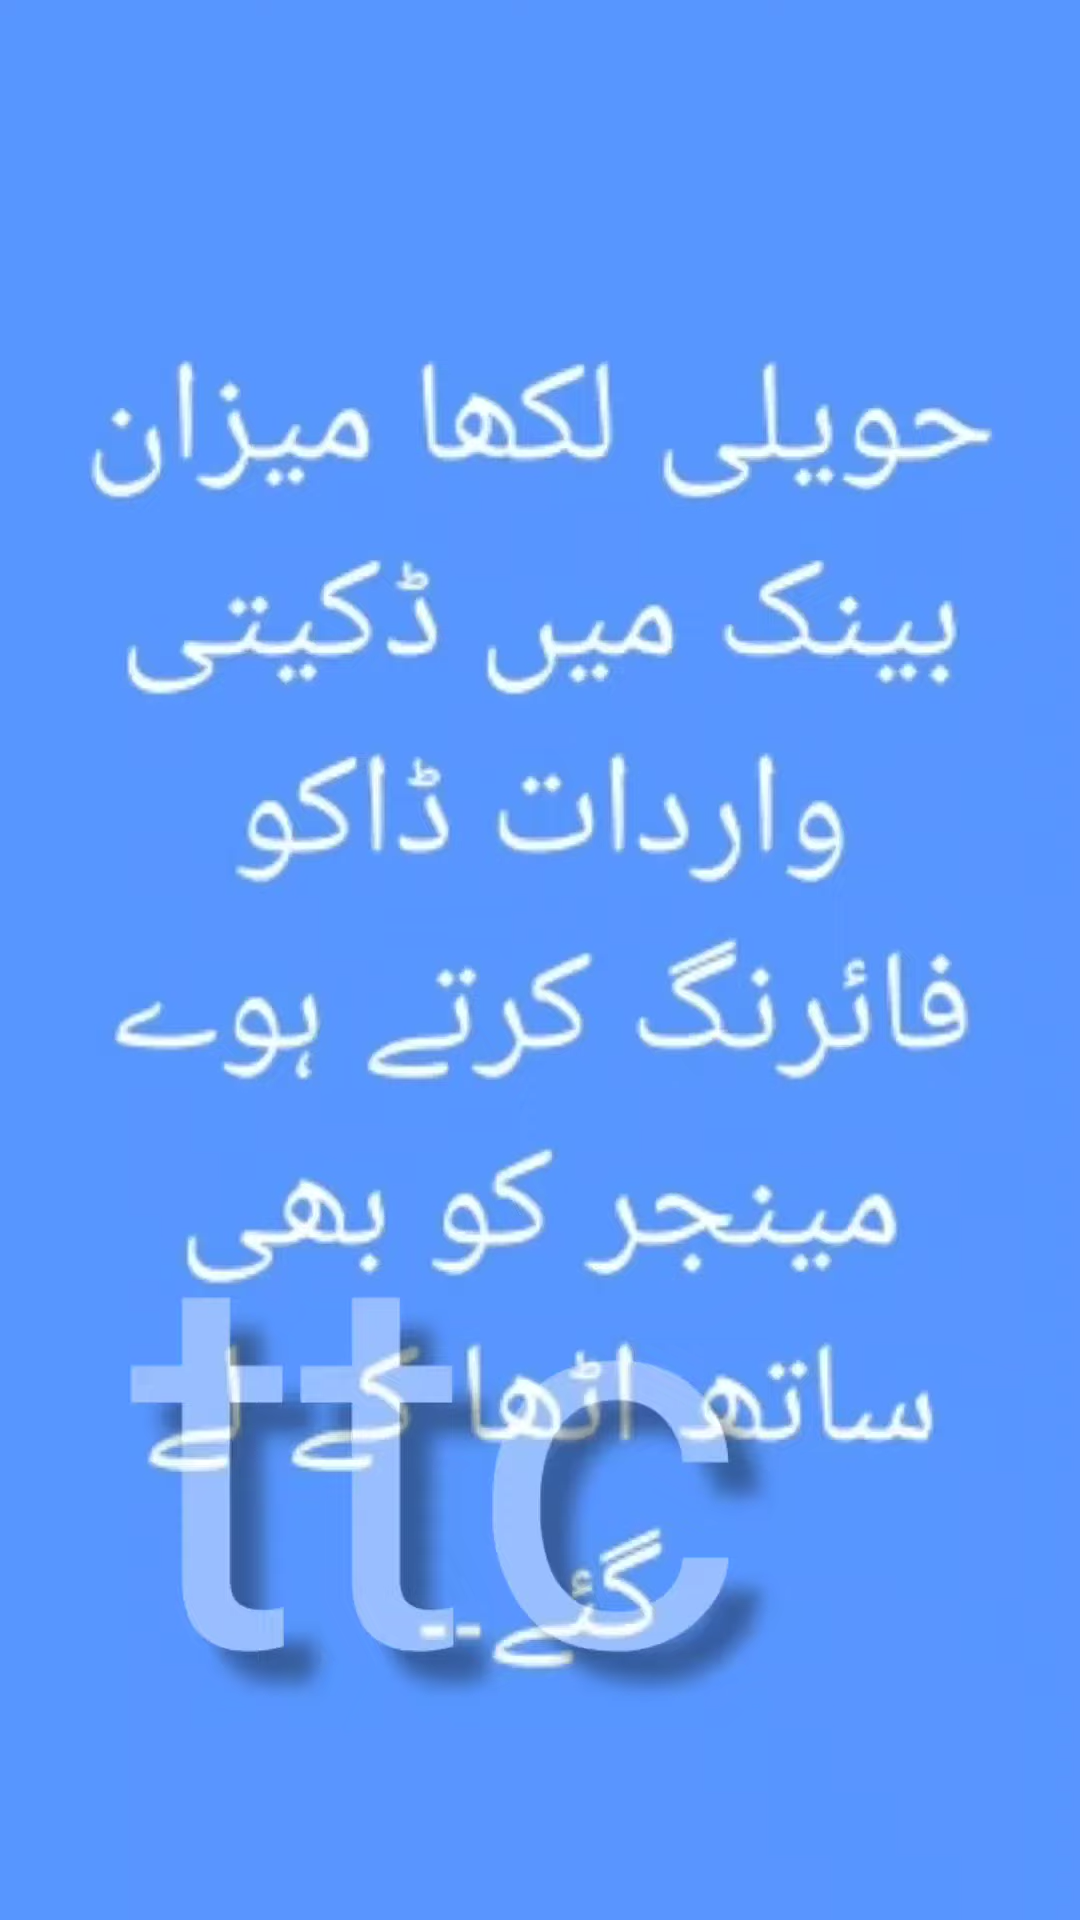 حویلی لکھا میزان
بینک میں ڈکیتی
واردات ڈاکو
فائرنگ کرتے ہوے
مینجر کو بھی
ساتھ اٹھا کے لے
گئے--
ttc